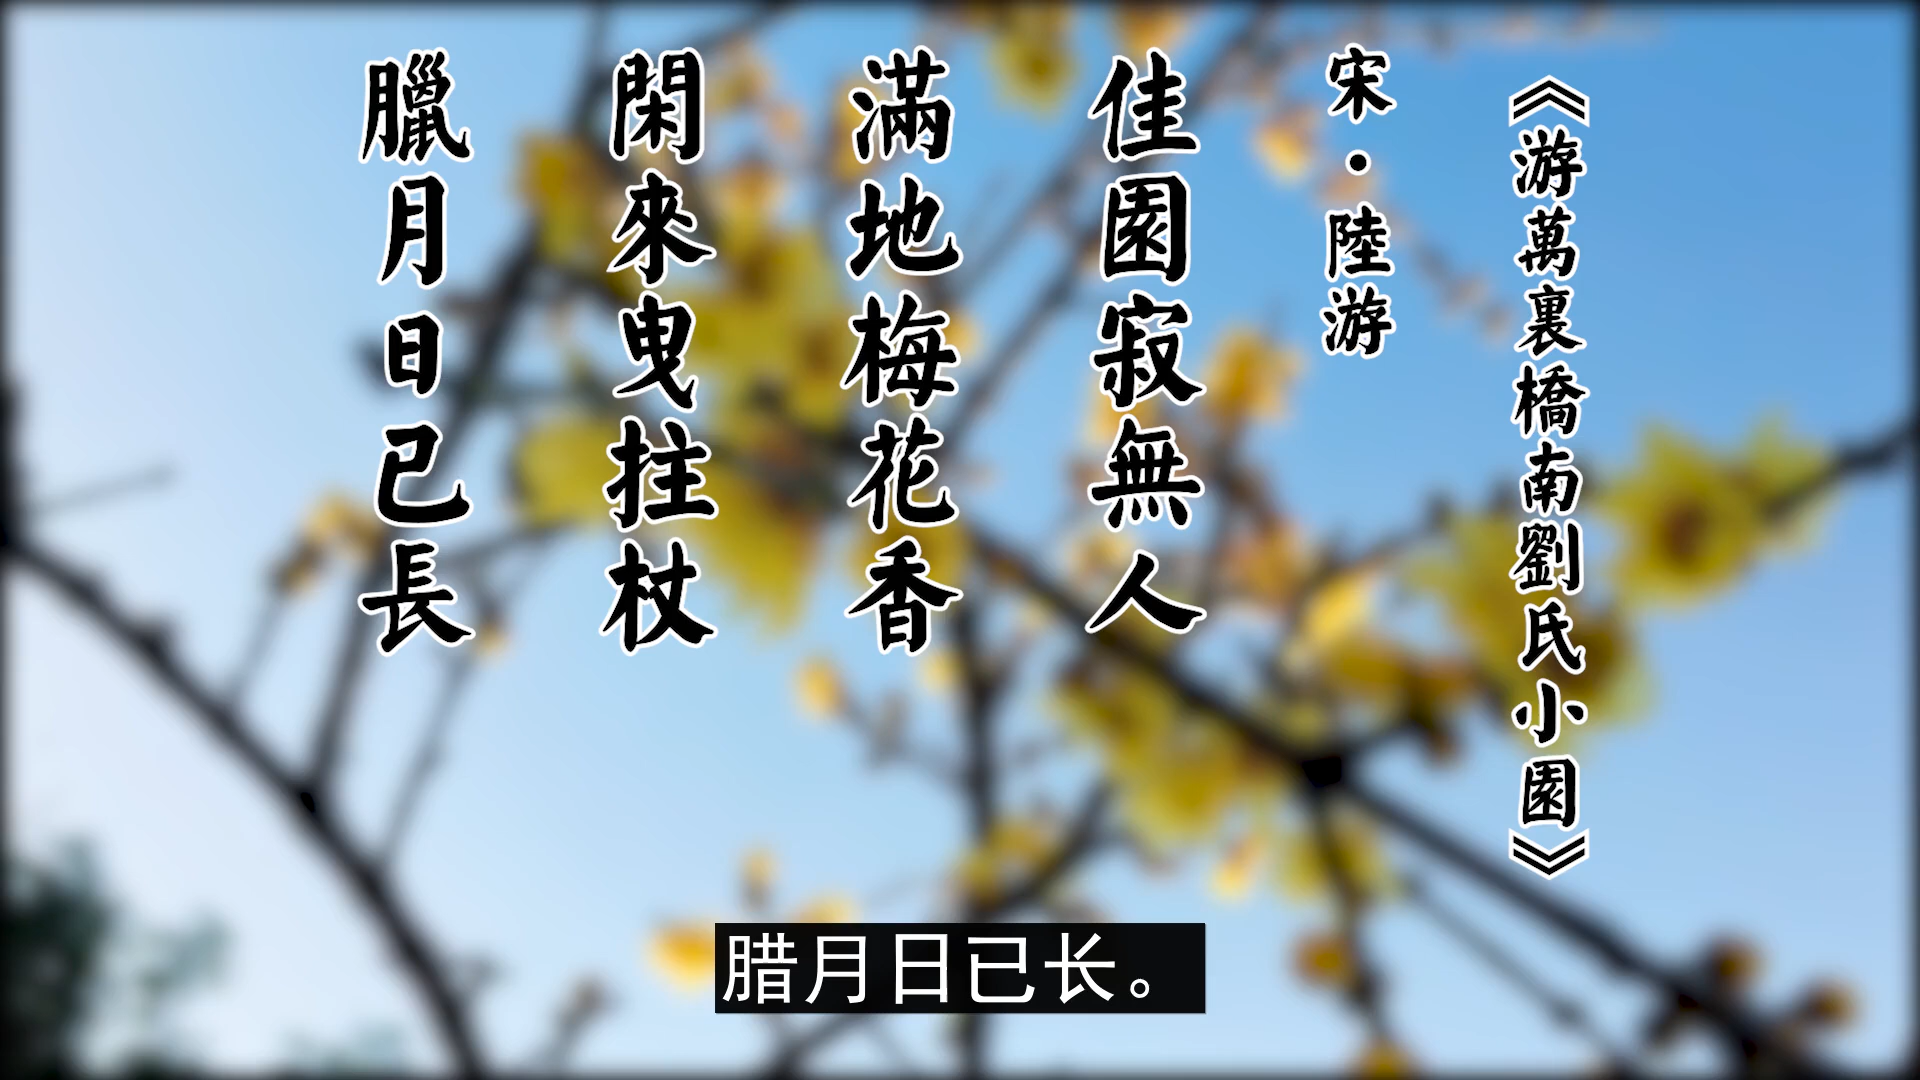 《游萬裏橋南劉氏小園》
宋·陸游
佳園寂無人
滿地梅花香
閑來曳拄杖
臘月日已長
腊月日已长。